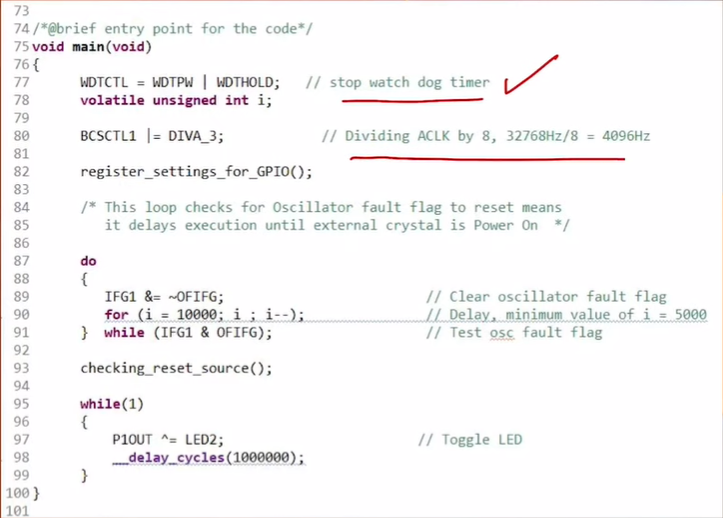 73
74 /*@brief entry point for the code*/
75 void main(void)
76 {
77 WDTCTL = WDTPW | WDTHOLD; // stop watch dog timer
78 volatile unsigned int i;
79
80 BCSCTL1 |= DIVA_3; // Dividing ACLK by 8, 32768Hz/8 = 4096Hz
81
82 register_settings_for_GPIO();
83
84 /* This loop checks for Oscillator fault flag to reset means
85 it delays execution until external crystal is Power On */
86
87 do
88 {
89 IFG1 &= ~OFIFG; // Clear oscillator fault flag
90 for (i = 10000; i ; i--); // Delay, minimum value of i = 5000
91 } while (IFG1 & OFIFG); // Test osc fault flag
92
93 checking_reset_source();
94
95 while(1)
96 {
97 P1OUT ^= LED2; // Toggle LED
98 __delay_cycles(1000000);
99 }
100 }
101